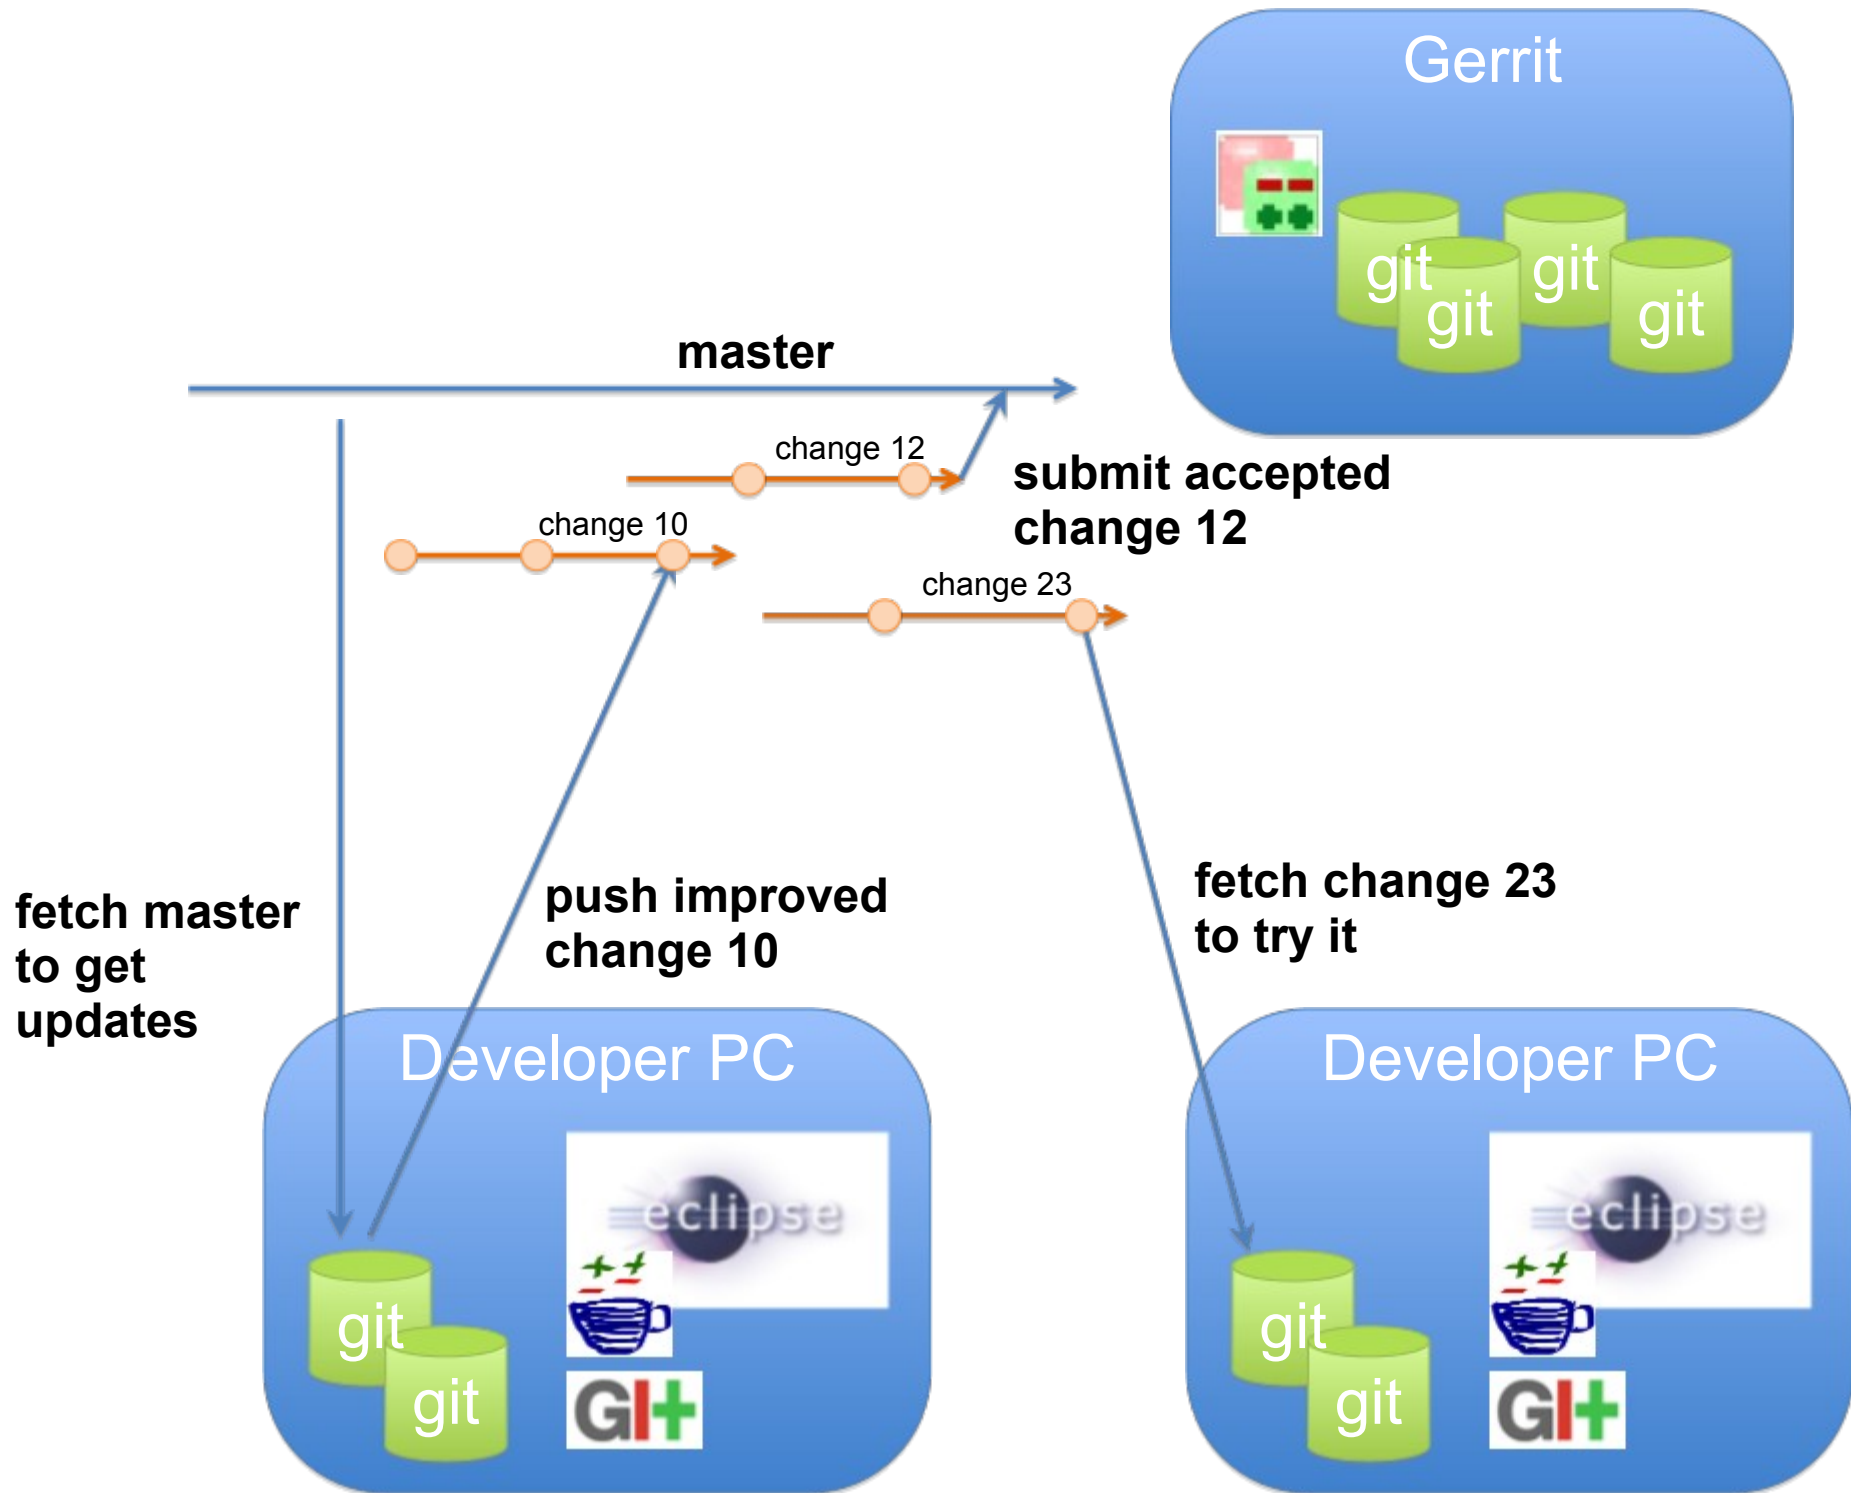 Gerrit
git
git
git
git
master
change 12
submit accepted
change 12
change 10
change 23
fetch master
to get
updates
push improved
change 10
fetch change 23
to try it
Developer PC
eclipse
git
git
GIt
Developer PC
eclipse
git
git
GIt